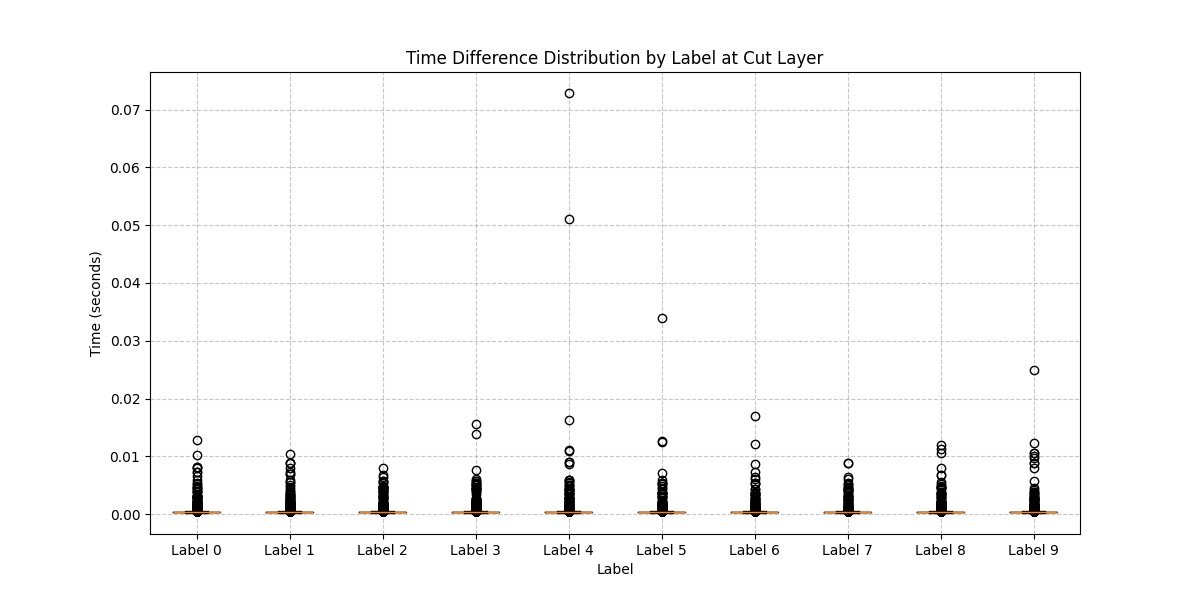 Time Difference Distribution by Label at Cut Layer
Time (seconds)
0.07
0.06
0.05
0.04
0.03
0.02
0.01
0.00
Label 0 Label 1 Label 2 Label 3 Label 4 Label 5 Label 6 Label 7 Label 8 Label 9
Label